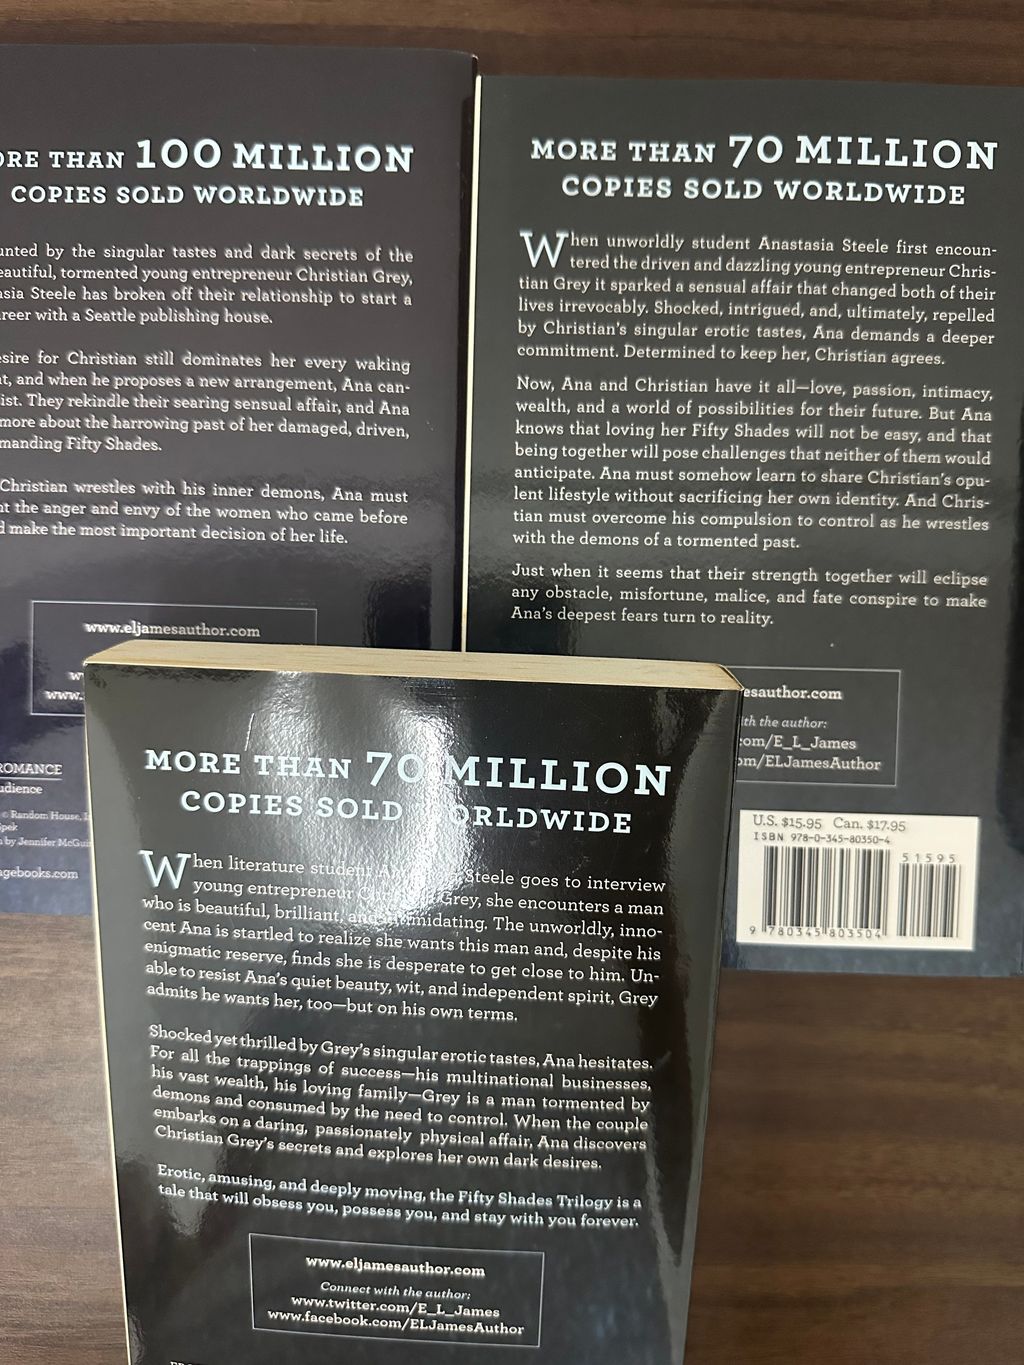 MORE THAN 100 MILLION
COPIES SOLD WORLDWIDE
by the singular tastes and dark secrets of the
tormented young entrepreneur Christian Grey,
Steele has broken off their relationship to start a
with a Seattle publishing house.
for Christian still dominates her every waking
and when he proposes a new arrangement, Ana can-
They rekindle their searing sensual affair, and Ana
more about the harrowing past of her damaged, driven,
Fifty Shades.
Christian wrestles with his inner demons, Ana must
the anger and envy of the women who came before
make the most important decision of her life.
www.eljamesauthor.com
ROMANCE
© Random House,
by Jennifer
MORE THAN 70 MILLION
COPIES SOLD WORLDWIDE
When unworldly student Anastasia Steele first encoun-
tered the driven and dazzling young entrepreneur Chris-
tian Grey it sparked a sensual affair that changed both of their
lives irrevocably. Shocked, intrigued, and, ultimately, repelled
by Christian's singular erotic tastes, Ana demands a deeper
commitment. Determined to keep her, Christian agrees.
Now, Ana and Christian have it all—love, passion, intimacy,
wealth, and a world of possibilities for their future. But Ana
knows that loving her Fifty Shades will not be easy, and that
being together will pose challenges that neither of them would
anticipate. Ana must somehow learn to share Christian's opu-
lent lifestyle without sacrificing her own identity. And Chris-
tian must overcome his compulsion to control as he wrestles
with the demons of a tormented past.
Just when it seems that their strength together will eclipse
any obstacle, misfortune, malice, and fate conspire to make
Ana's deepest fears turn to reality.
esauthor.com
the author:
com/E_L_James
om/ELJamesAuthor
U.S. $15.95 Can. $17.95
ISBN 978-0-345-80350-4
51595
9 780345 803504
MORE THAN 70 MILLION
COPIES SOLD WORLDWIDE
When literature student Steele goes to interview
young entrepreneur Grey, she encounters a man
who is beautiful, brilliant, and intimidating. The unworldly, inno-
cent Ana is startled to realize she wants this man and, despite his
enigmatic reserve, finds she is desperate to get close to him. Un-
able to resist Ana's quiet beauty, wit, and independent spirit, Grey
admits he wants her, too—but on his own terms.
Shocked yet thrilled by Grey's singular erotic tastes, Ana hesitates.
For all the trappings of success—his multinational businesses,
his vast wealth, his loving family—Grey is a man tormented by
demons and consumed by the need to control. When the couple
embarks on a daring, passionately physical affair, Ana discovers
Christian Grey's secrets and explores her own dark desires.
Erotic, amusing, and deeply moving, the Fifty Shades Trilogy is a
tale that will obsess you, possess you, and stay with you forever.
www.eljamesauthor.com
Connect with the author:
www.twitter.com/E_L_James
www.facebook.com/ELJamesAuthor